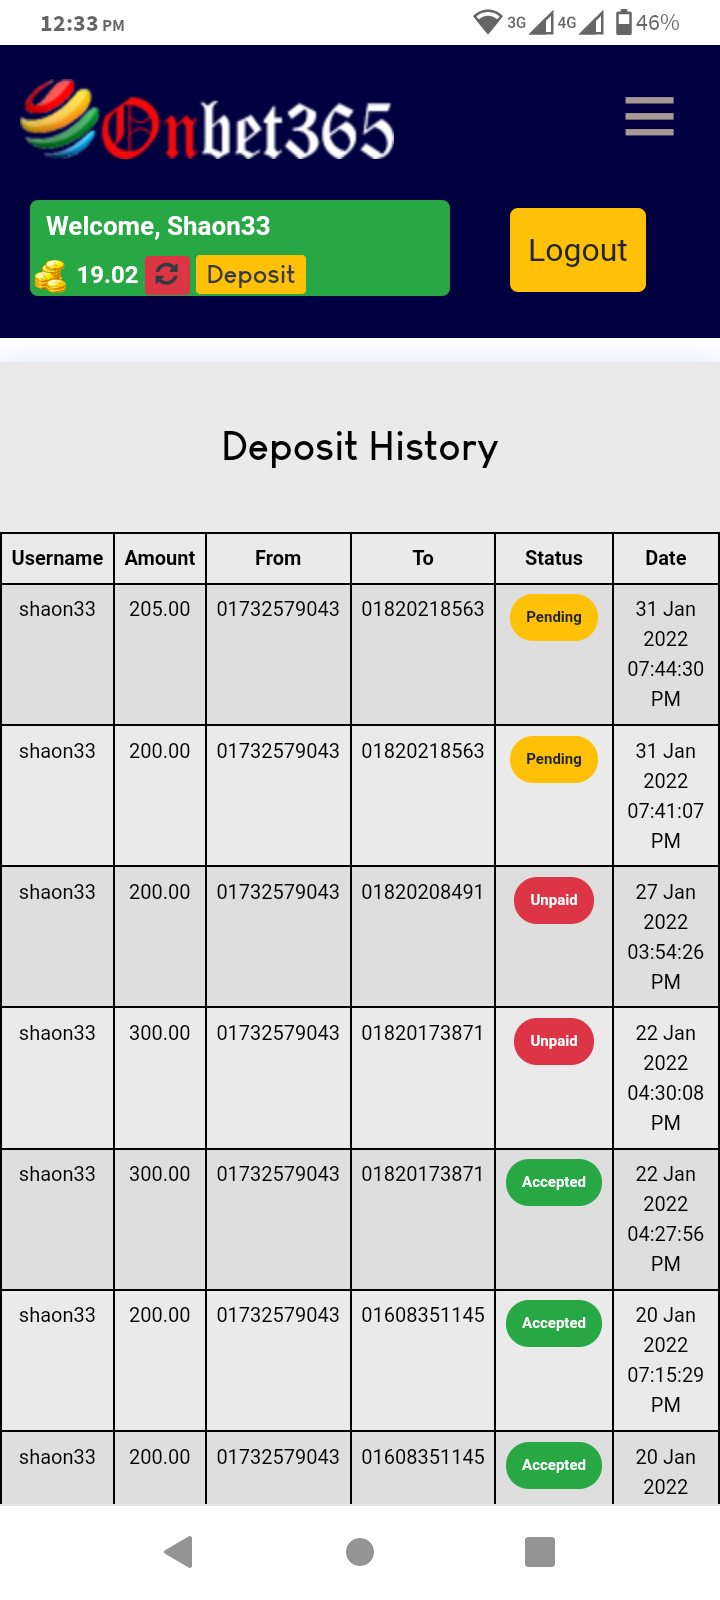 12:33 PM 3G 4G 46%
Onbet365
Welcome, Shaon33
Logout
19.02 Deposit
Deposit History
Username Amount From To Status Date
shaon33 205.00 01732579043 01820218563 Pending 31 Jan
2022
07:44:30
PM
shaon33 200.00 01732579043 01820218563 Pending 31 Jan
2022
07:41:07
PM
shaon33 200.00 01732579043 01820208491 Unpaid 27 Jan
2022
03:54:26
PM
shaon33 300.00 01732579043 01820173871 Unpaid 22 Jan
2022
04:30:08
PM
shaon33 300.00 01732579043 01820173871 Accepted 22 Jan
2022
04:27:56
PM
shaon33 200.00 01732579043 01608351145 Accepted 20 Jan
2022
07:15:29
PM
shaon33 200.00 01732579043 01608351145 Accepted 20 Jan
2022